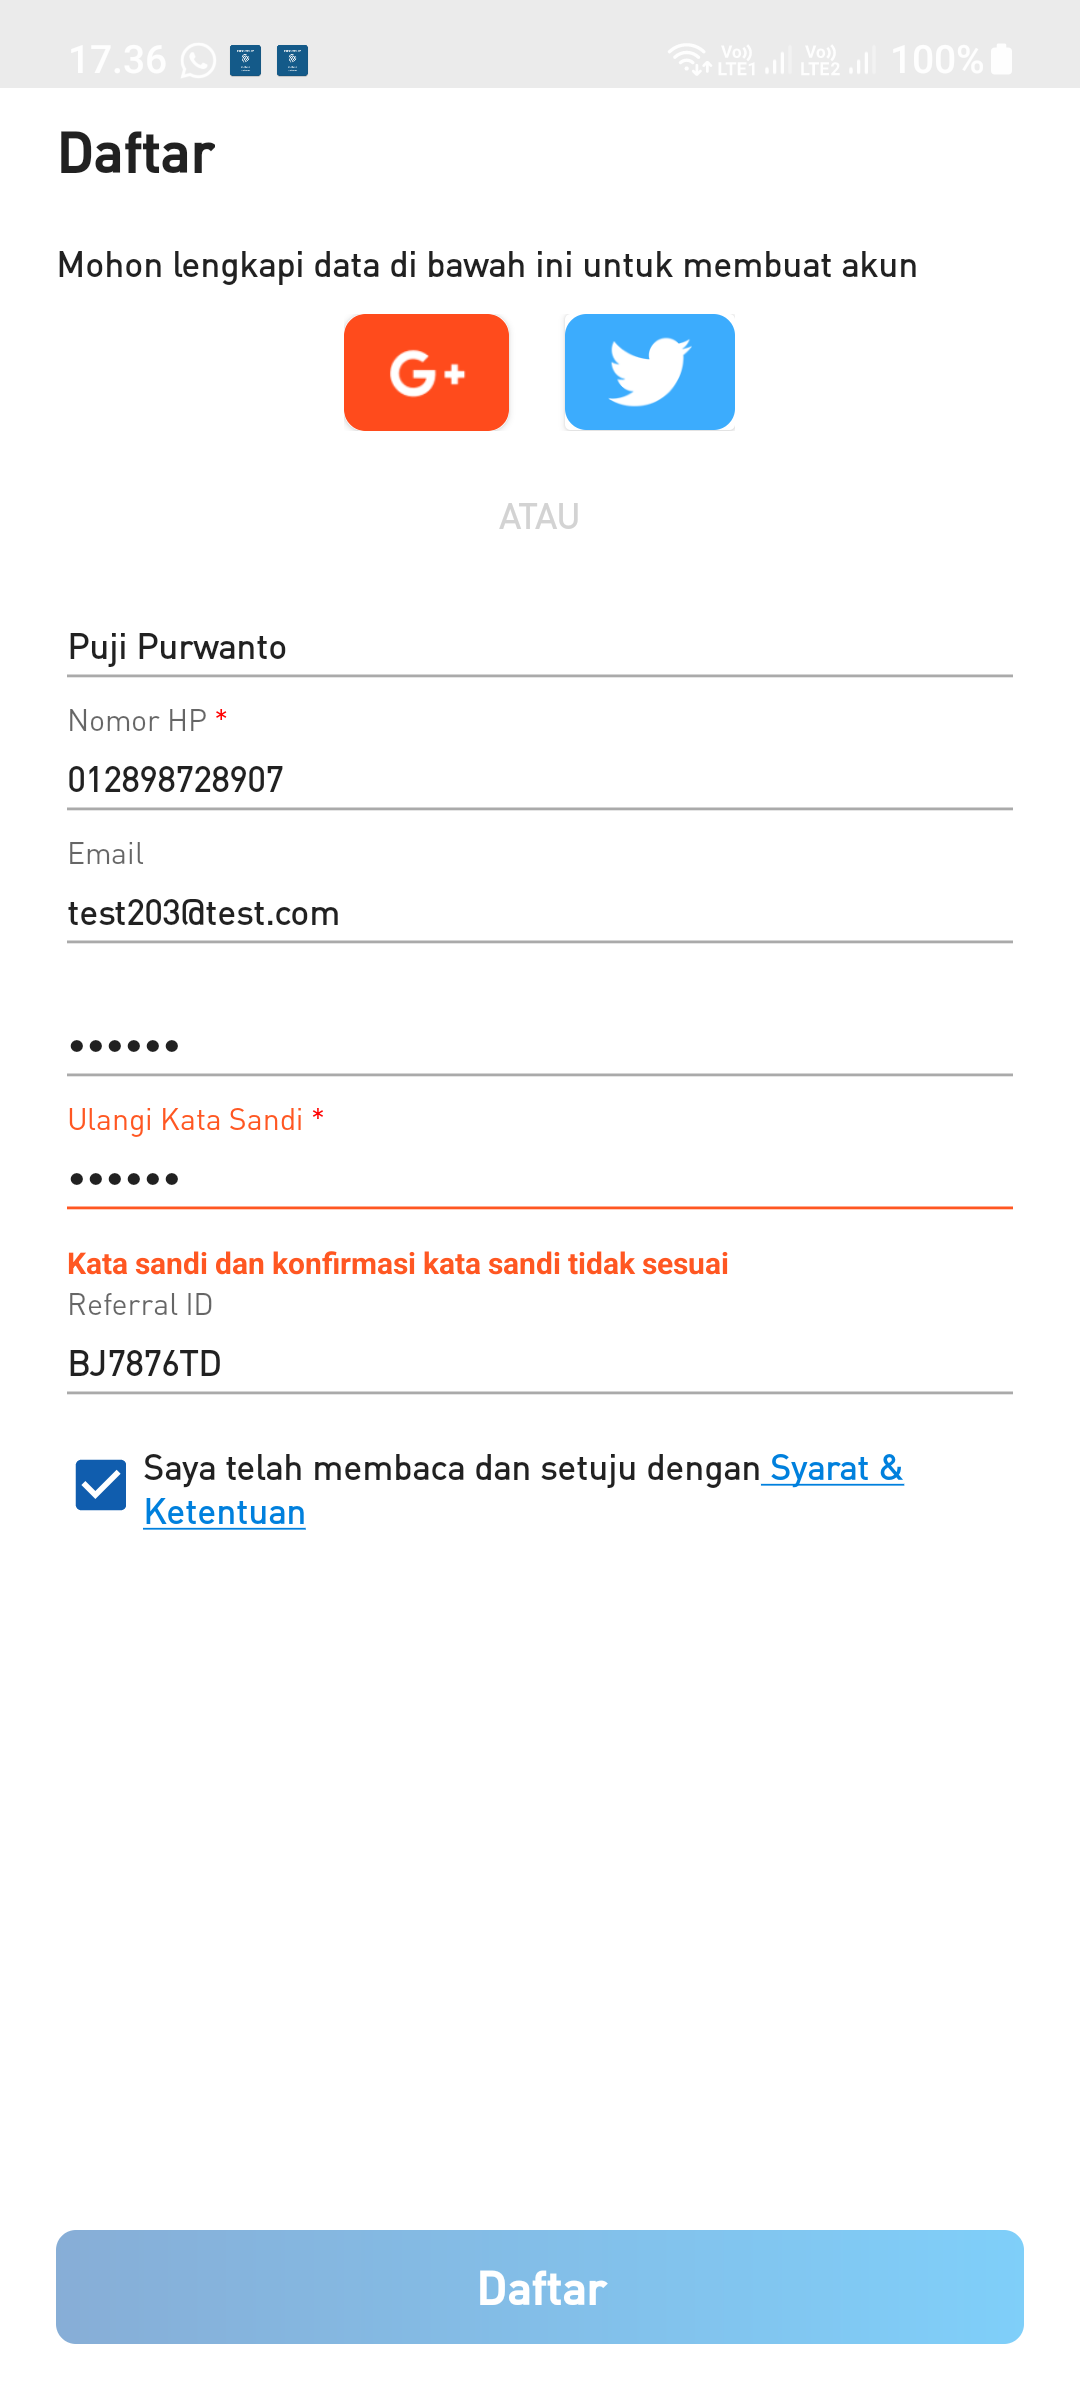 17.36 Vo)) LTE1 Vo)) LTE2 100%
Daftar
Mohon lengkapi data di bawah ini untuk membuat akun
G+
ATAU
Puji Purwanto
Nomor HP *
012898728907
Email
test203@test.com
••••••
Ulangi Kata Sandi *
••••••
Kata sandi dan konfirmasi kata sandi tidak sesuai
Referral ID
BJ7876TD
Saya telah membaca dan setuju dengan Syarat &
Ketentuan
Daftar